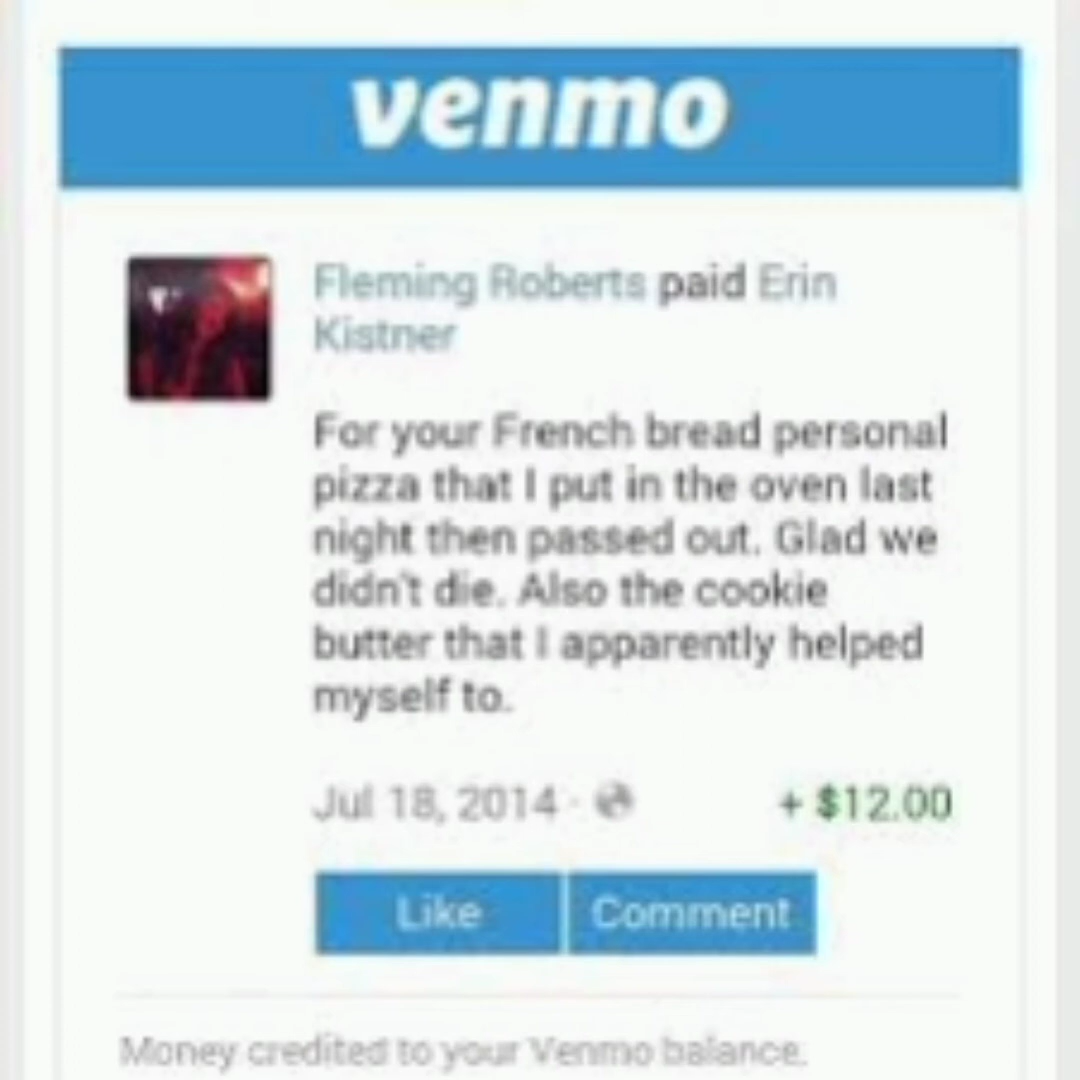 venmo
Fleming Roberts paid Erin
Kistner
For your French bread personal
pizza that I put in the oven last
night then passed out. Glad we
didn't die. Also the cookie
butter that I apparently helped
myself to.
Jul 18, 2014 · + $12.00
Like Comment
Money credited to your Venmo balance.